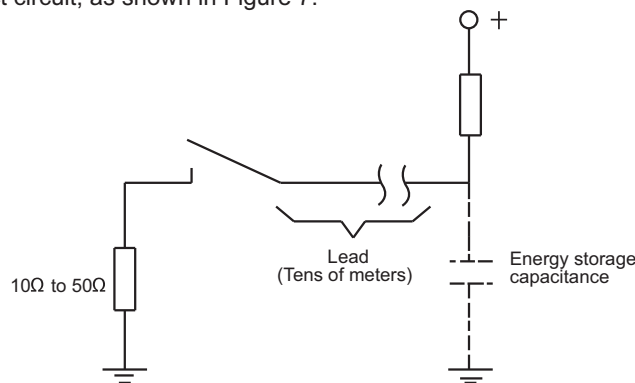 t circuit, as shown in Figure 7.
+
Lead
(Tens of meters)
Energy storage
capacitance
10Ω to 50Ω